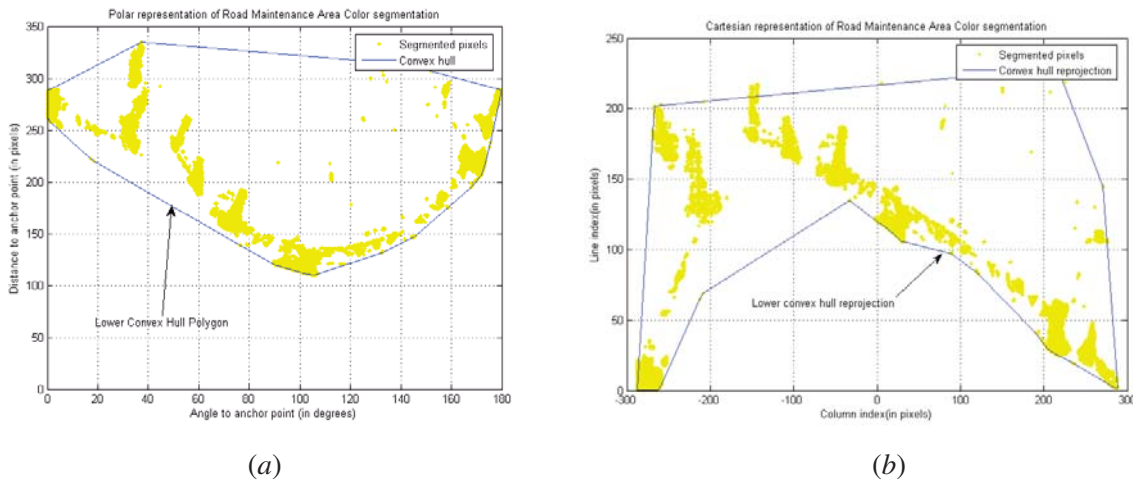 Polar representation of Road Maintenance Area Color segmentation
350
300
250
200
150
100
50
0
Distance to anchor point (in pixels)
Segmented pixels
Convex hull
Lower Convex Hull Polygon
0 20 40 60 80 100 120 140 160 180
Angle to anchor point (in degrees)
(a)
Cartesian representation of Road Maintenance Area Color segmentation
250
200
150
100
50
0
Line index(in pixels)
Segmented pixels
Convex hull reprojection
Lower convex hull reprojection
-300 -200 -100 0 100 200 300
Column index(in pixels)
(b)